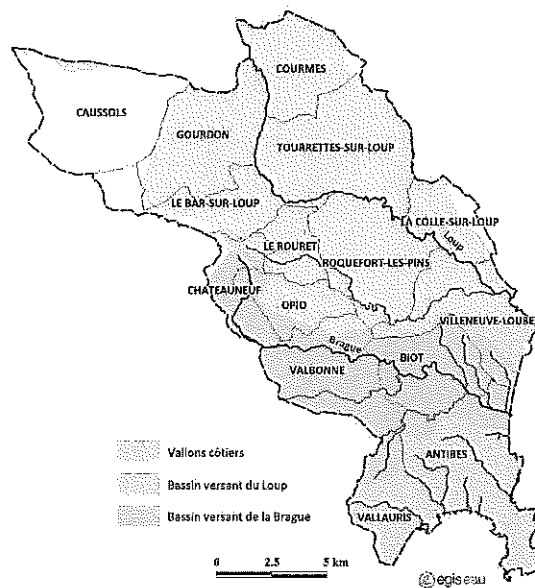 COURMES
CAUSSOLS
GOURDON
TOURRETTES-SUR-LOUP
LE BAR-SUR-LOUP
LA COLLE-SUR-LOUP
Loup
LE ROURET
ROQUEFORT-LES-PINS
CHATEAUNEUF
OPIO
VILLENEUVE-LOUBET
Brague
BIOT
VALBONNE
Vallons côtiers
ANTIBES
Bassin versant du Loup
Bassin versant de la Brague
VALLAURIS
0 2.5 5 km
egis eau